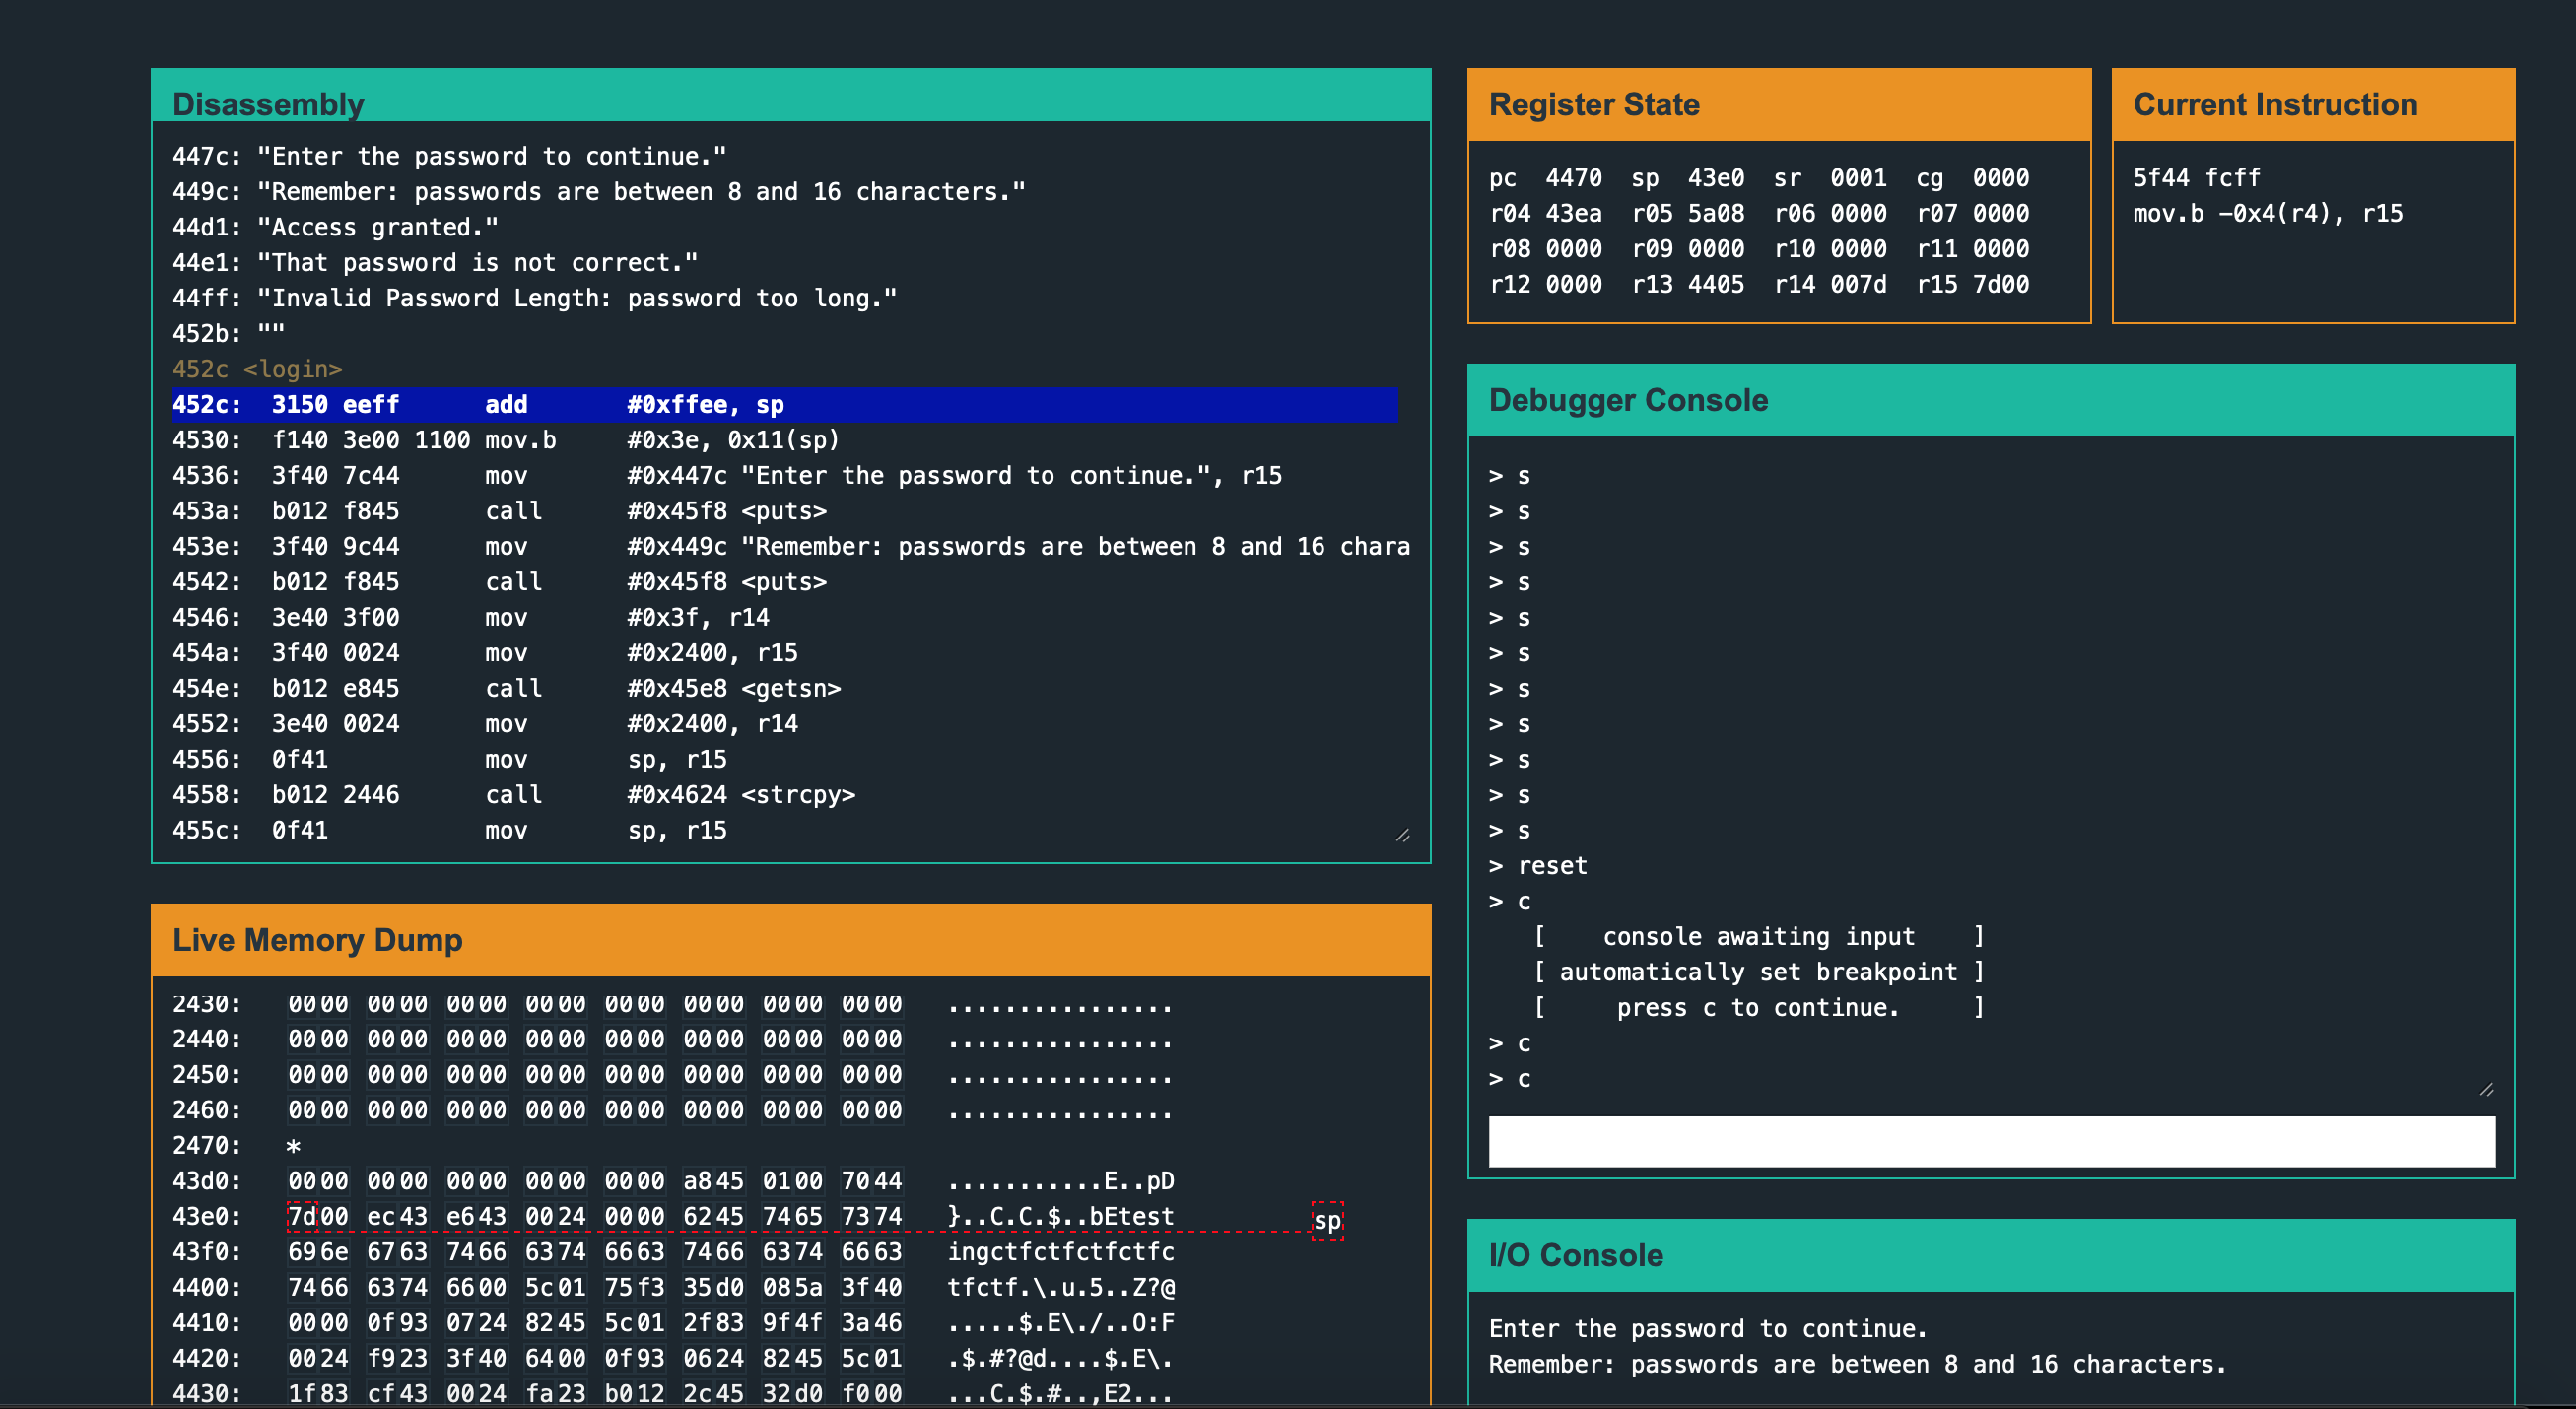 Disassembly
447c: "Enter the password to continue."
449c: "Remember: passwords are between 8 and 16 characters."
44d1: "Access granted."
44e1: "That password is not correct."
44ff: "Invalid Password Length: password too long."
452b: ""
452c <login>
452c:  3150 eeff      add       #0xffee, sp
4530:  f140 3e00 1100 mov.b     #0x3e, 0x11(sp)
4536:  3f40 7c44      mov       #0x447c "Enter the password to continue.", r15
453a:  b012 f845      call      #0x45f8 <puts>
453e:  3f40 9c44      mov       #0x449c "Remember: passwords are between 8 and 16 chara
4542:  b012 f845      call      #0x45f8 <puts>
4546:  3e40 3f00      mov       #0x3f, r14
454a:  3f40 0024      mov       #0x2400, r15
454e:  b012 e845      call      #0x45e8 <getsn>
4552:  3e40 0024      mov       #0x2400, r14
4556:  0f41           mov       sp, r15
4558:  b012 2446      call      #0x4624 <strcpy>
455c:  0f41           mov       sp, r15
Live Memory Dump
2430:   0000 0000 0000 0000 0000 0000 0000 0000   ................
2440:   0000 0000 0000 0000 0000 0000 0000 0000   ................
2450:   0000 0000 0000 0000 0000 0000 0000 0000   ................
2460:   0000 0000 0000 0000 0000 0000 0000 0000   ................
2470:   *
43d0:   0000 0000 0000 0000 0000 a845 0100 7044   ...........E..pD
43e0:   7d00 ec43 e643 0024 0000 6245 7465 7374   }..C.C.$..bEtest   sp
43f0:   696e 6763 7466 6374 6663 7466 6374 6663   ingctfctfctfctfc
4400:   7466 6374 6600 5c01 75f3 35d0 085a 3f40   tfctf.\.u.5..Z?@
4410:   0000 0f93 0724 8245 5c01 2f83 9f4f 3a46   .....$.E\./..O:F
4420:   0024 f923 3f40 6400 0f93 0624 8245 5c01   .$.#?@d....$.E\.
4430:   1f83 cf43 0024 fa23 b012 2c45 32d0 f000   ...C.$.#..,E2...
Register State
pc  4470  sp  43e0  sr  0001  cg  0000
r04 43ea  r05 5a08  r06 0000  r07 0000
r08 0000  r09 0000  r10 0000  r11 0000
r12 0000  r13 4405  r14 007d  r15 7d00
Current Instruction
5f44 fcff
mov.b -0x4(r4), r15
Debugger Console
> s
> s
> s
> s
> s
> s
> s
> s
> s
> s
> s
> reset
> c
[    console awaiting input    ]
[ automatically set breakpoint ]
[     press c to continue.     ]
> c
> c
I/O Console
Enter the password to continue.
Remember: passwords are between 8 and 16 characters.